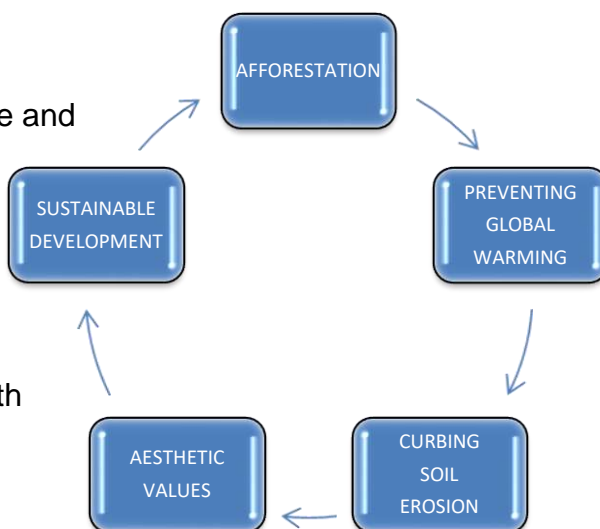 AFFORESTATION
e and
SUSTAINABLE
DEVELOPMENT
PREVENTING
GLOBAL
WARMING
th
AESTHETIC
VALUES
CURBING
SOIL
EROSION